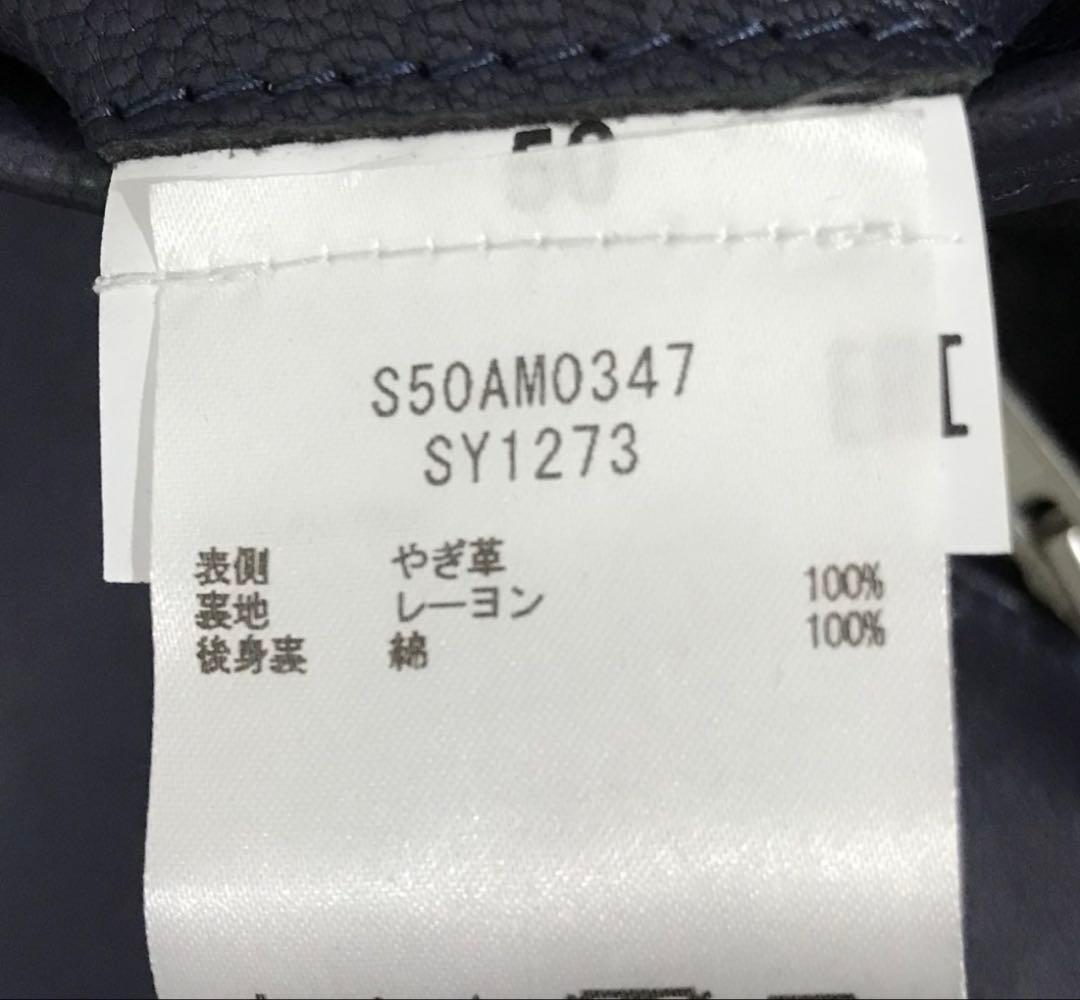 50
S50AM0347
SY1273
表側 やぎ革
裏地 レーヨン 100%
後身裏 綿 100%